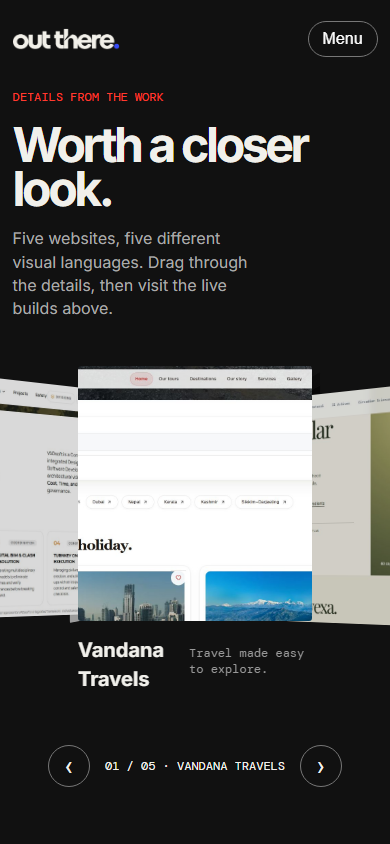 out there.
Menu
DETAILS FROM THE WORK
Worth a closer
look.
Five websites, five different
visual languages. Drag through
the details, then visit the live
builds above.
Home Our tours Destinations Our story Services Gallery
Dubai Nepal Kerala Kashmir Sikkim-Darjeeling
holiday.
Vandana
Travels
Travel made easy
to explore.
❮ 01 / 05 · VANDANA TRAVELS ❯